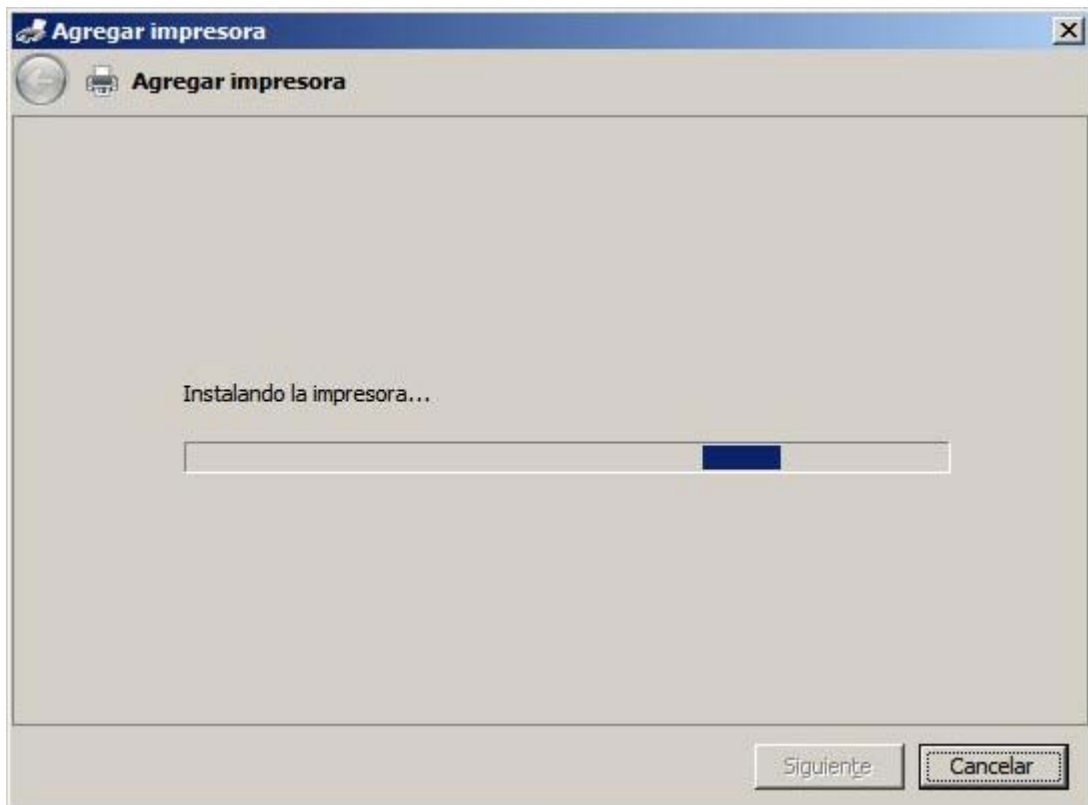 Agregar impresora
Agregar impresora
Instalando la impresora...
Siguiente
Cancelar